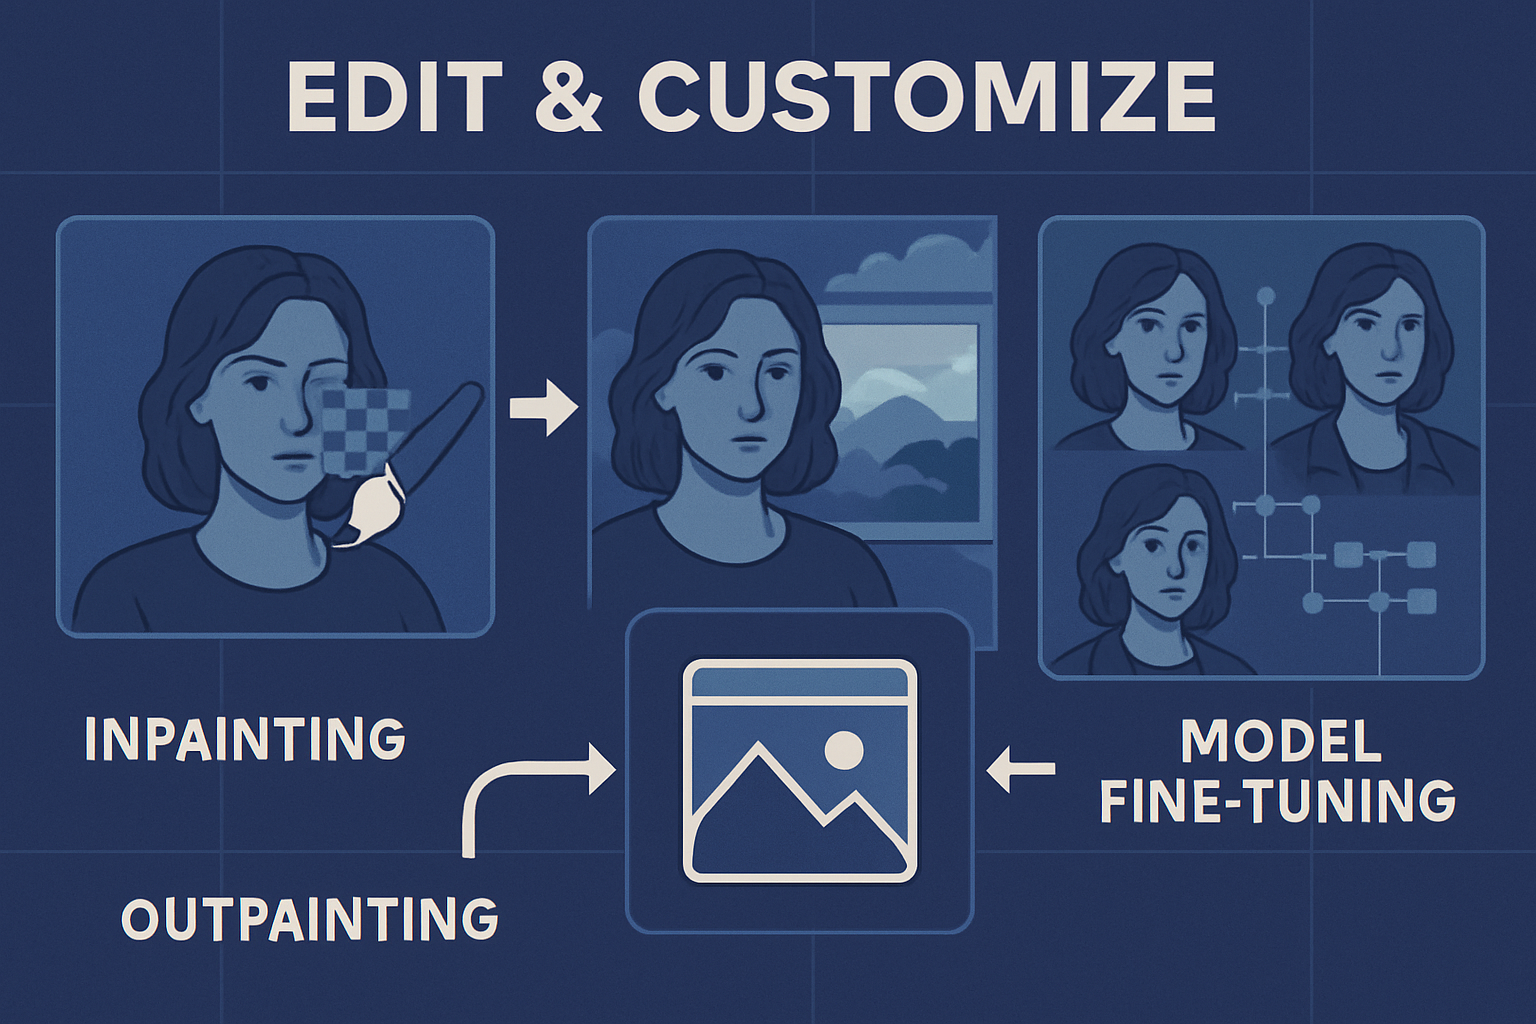 EDIT & CUSTOMIZE
INPAINTING
OUTPAINTING
MODEL
FINE-TUNING